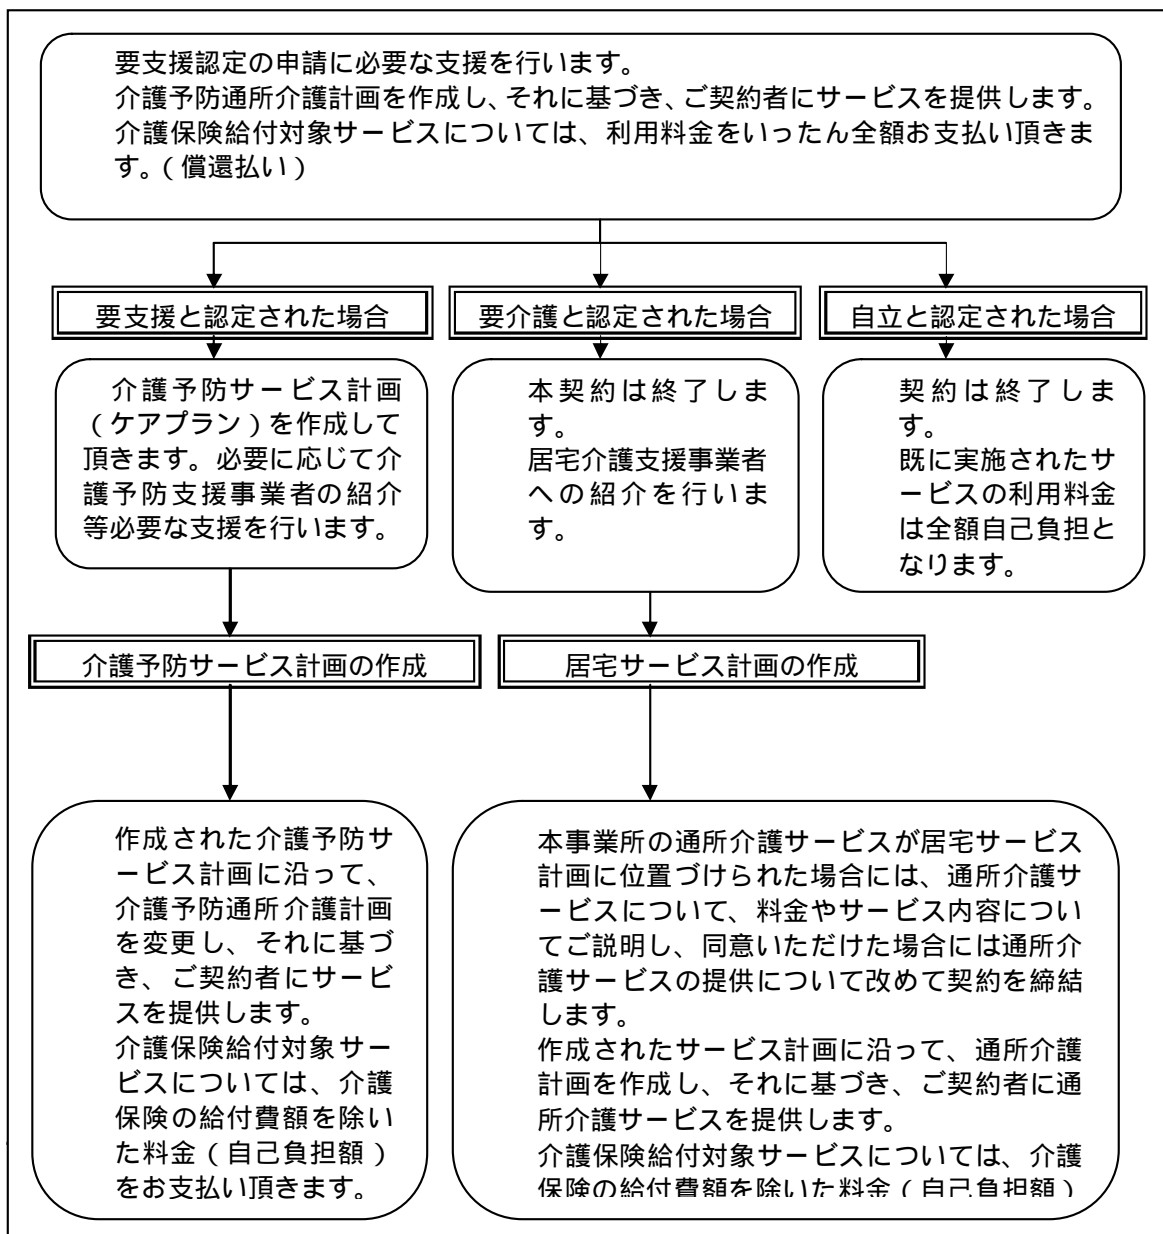 要支援認定の申請に必要な支援を行います。
介護予防通所介護計画を作成し、それに基づき、ご契約者にサービスを提供します。
介護保険給付対象サービスについては、利用料金をいったん全額お支払い頂きま
す。（償還払い）
要支援と認定された場合
要介護と認定された場合
自立と認定された場合
介護予防サービス計画
（ケアプラン）を作成して
頂きます。必要に応じて介
護予防支援事業者の紹介
等必要な支援を行います。
本契約は終了しま
す。
居宅介護支援事業者
への紹介を行いま
す。
契約は終了しま
す。
既に実施されたサ
ービスの利用料金
は全額自己負担と
なります。
介護予防サービス計画の作成
居宅サービス計画の作成
作成された介護予防サ
ービス計画に沿って、
介護予防通所介護計画
を変更し、それに基づ
き、ご契約者にサービ
スを提供します。
介護保険給付対象サー
ビスについては、介護
保険の給付費額を除い
た料金（自己負担額）
をお支払い頂きます。
本事業所の通所介護サービスが居宅サービス
計画に位置づけられた場合には、通所介護サ
ービスについて、料金やサービス内容につい
てご説明し、同意いただけた場合には通所介
護サービスの提供について改めて契約を締結
します。
作成されたサービス計画に沿って、通所介護
計画を作成し、それに基づき、ご契約者に通
所介護サービスを提供します。
介護保険給付対象サービスについては、介護
保険の給付費額を除いた料金（自己負担額）